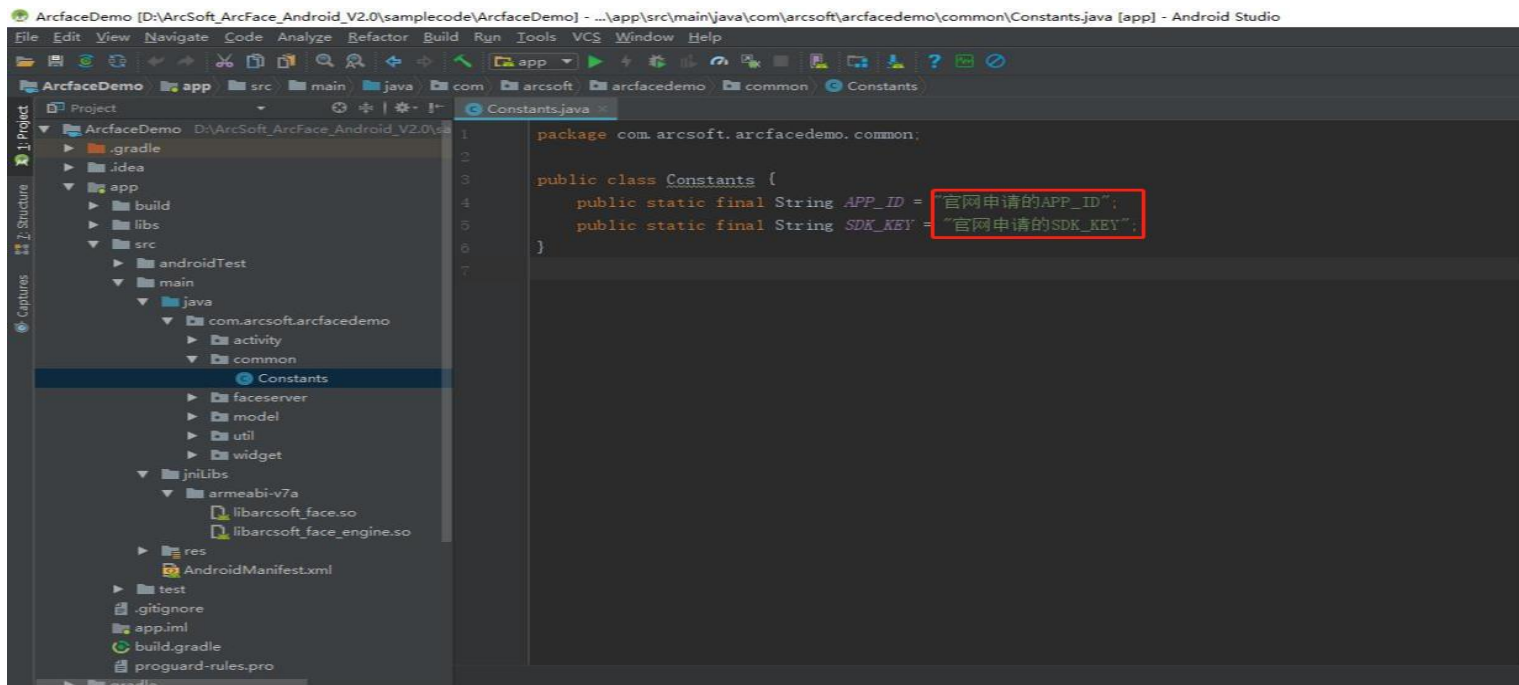 ArcfaceDemo [D:\ArcSoft_ArcFace_Android_V2.0\samplecode\ArcfaceDemo] - ...\app\src\main\java\com\arcsoft\arcfacedemo\common\Constants.java [app] - Android Studio
File Edit View Navigate Code Analyze Refactor Build Run Tools VCS Window Help
app
ArcfaceDemo app src main java com arcsoft arcfacedemo common Constants
Project
Constants.java
1: Project
7: Structure
Captures
ArcfaceDemo D:\ArcSoft_ArcFace_Android_V2.0\sa
.gradle
.idea
app
build
libs
src
androidTest
main
java
com.arcsoft.arcfacedemo
activity
common
Constants
faceserver
model
util
widget
jniLibs
armeabi-v7a
libarcsoft_face.so
libarcsoft_face_engine.so
res
AndroidManifest.xml
test
.gitignore
app.iml
build.gradle
proguard-rules.pro
gradle
1 package com.arcsoft.arcfacedemo.common;
2
3 public class Constants {
4 public static final String APP_ID = "官网申请的APP_ID";
5 public static final String SDK_KEY = "官网申请的SDK_KEY";
6 }
7